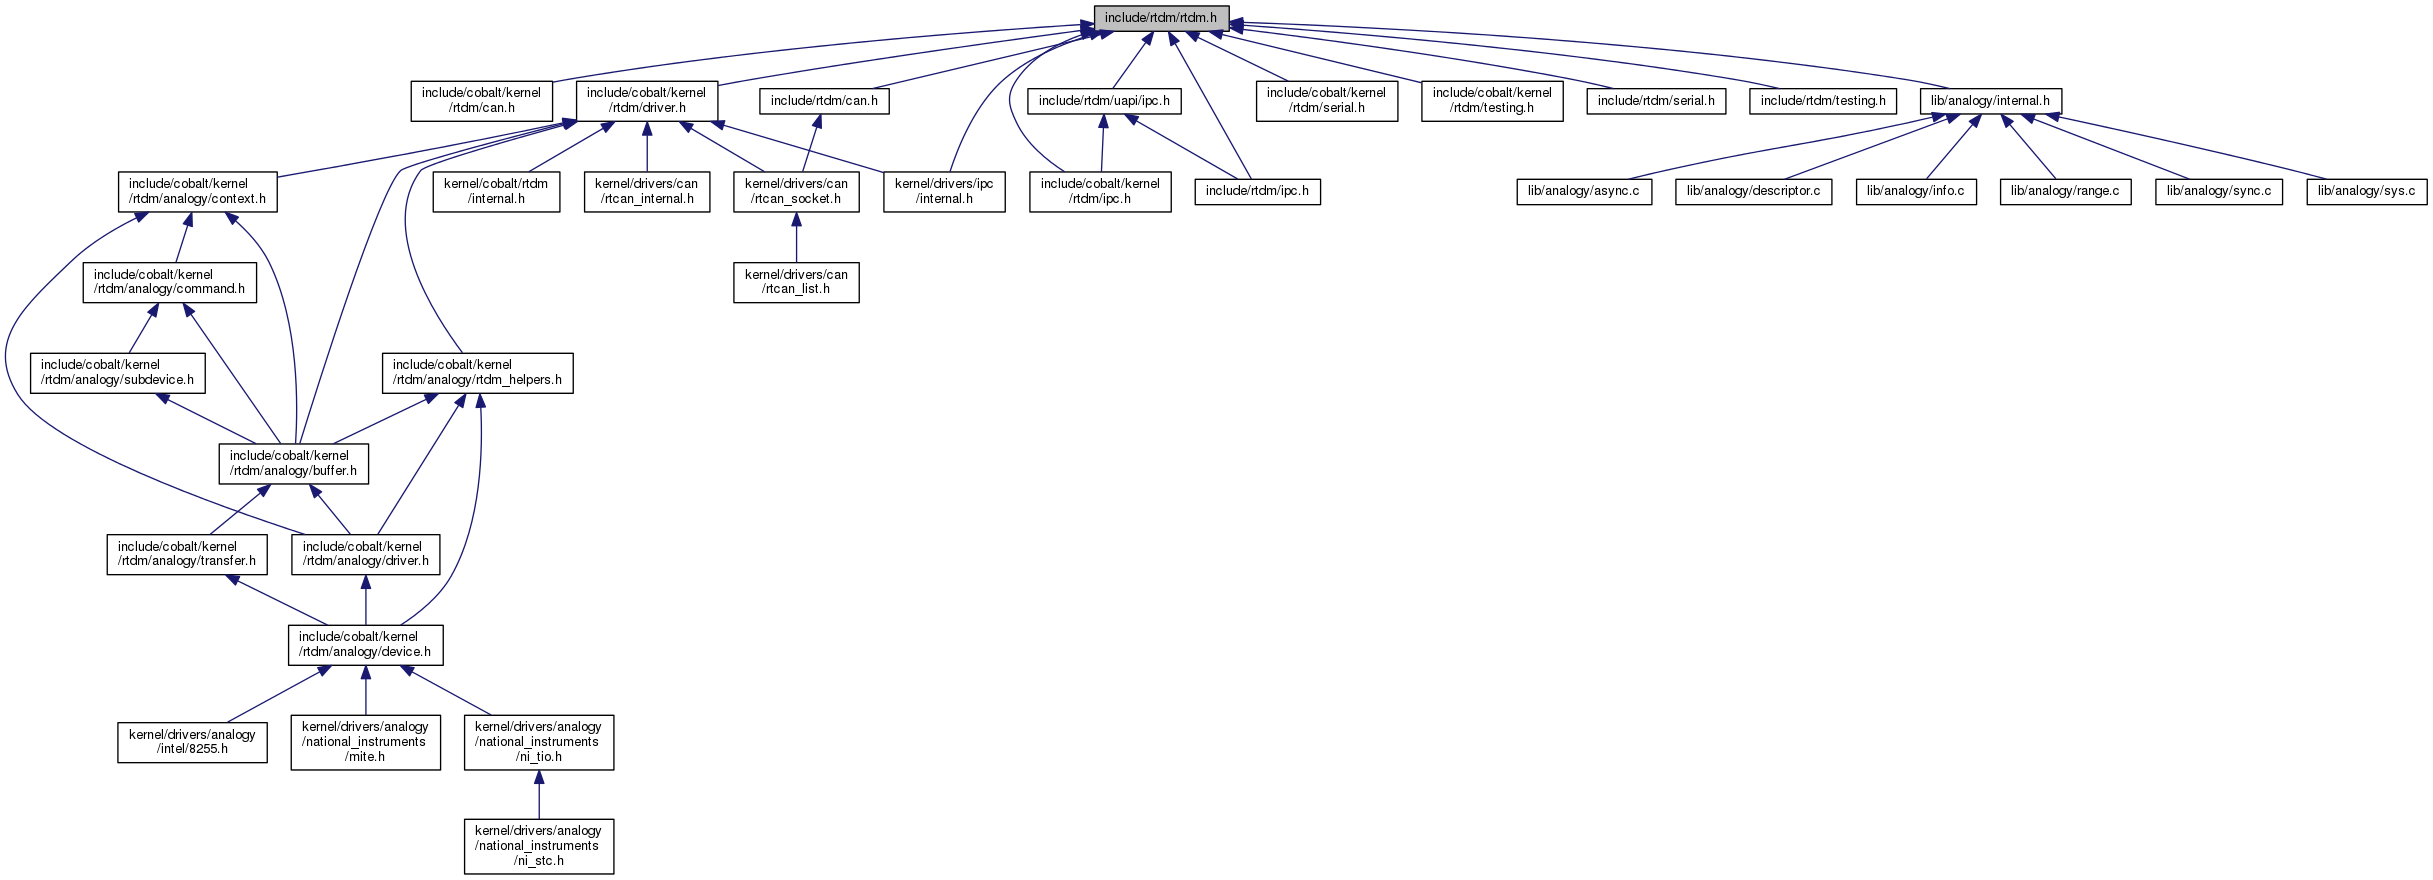 include/rtdm/rtdm.h
include/cobalt/kernel
/rtdm/can.h
include/cobalt/kernel
/rtdm/driver.h
include/rtdm/can.h
include/rtdm/uapi/ipc.h
include/cobalt/kernel
/rtdm/serial.h
include/cobalt/kernel
/rtdm/testing.h
include/rtdm/serial.h
include/rtdm/testing.h
lib/analogy/internal.h
include/cobalt/kernel
/rtdm/analogy/context.h
kernel/cobalt/rtdm
/internal.h
kernel/drivers/can
/rtcan_internal.h
kernel/drivers/can
/rtcan_socket.h
kernel/drivers/ipc
/internal.h
include/cobalt/kernel
/rtdm/ipc.h
include/rtdm/ipc.h
lib/analogy/async.c
lib/analogy/descriptor.c
lib/analogy/info.c
lib/analogy/range.c
lib/analogy/sync.c
lib/analogy/sys.c
include/cobalt/kernel
/rtdm/analogy/command.h
kernel/drivers/can
/rtcan_list.h
include/cobalt/kernel
/rtdm/analogy/subdevice.h
include/cobalt/kernel
/rtdm/analogy/rtdm_helpers.h
include/cobalt/kernel
/rtdm/analogy/buffer.h
include/cobalt/kernel
/rtdm/analogy/transfer.h
include/cobalt/kernel
/rtdm/analogy/driver.h
include/cobalt/kernel
/rtdm/analogy/device.h
kernel/drivers/analogy
/intel/8255.h
kernel/drivers/analogy
/national_instruments
/mite.h
kernel/drivers/analogy
/national_instruments
/ni_tio.h
kernel/drivers/analogy
/national_instruments
/ni_stc.h